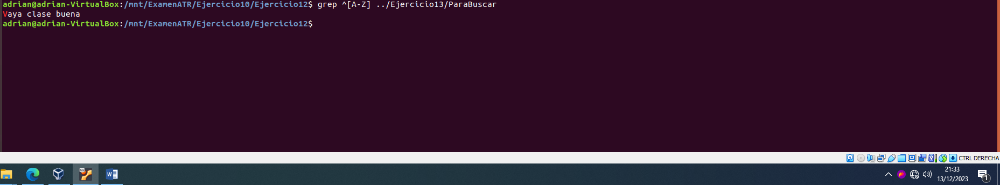 adrian@adrian-VirtualBox:/mnt/ExamenATR/Ejercicio10/Ejercicio12$ grep ^[A-Z] ../Ejercicio13/ParaBuscar
Vaya clase buena
adrian@adrian-VirtualBox:/mnt/ExamenATR/Ejercicio10/Ejercicio12$
CTRL DERECHA
21:33
13/12/2023
1